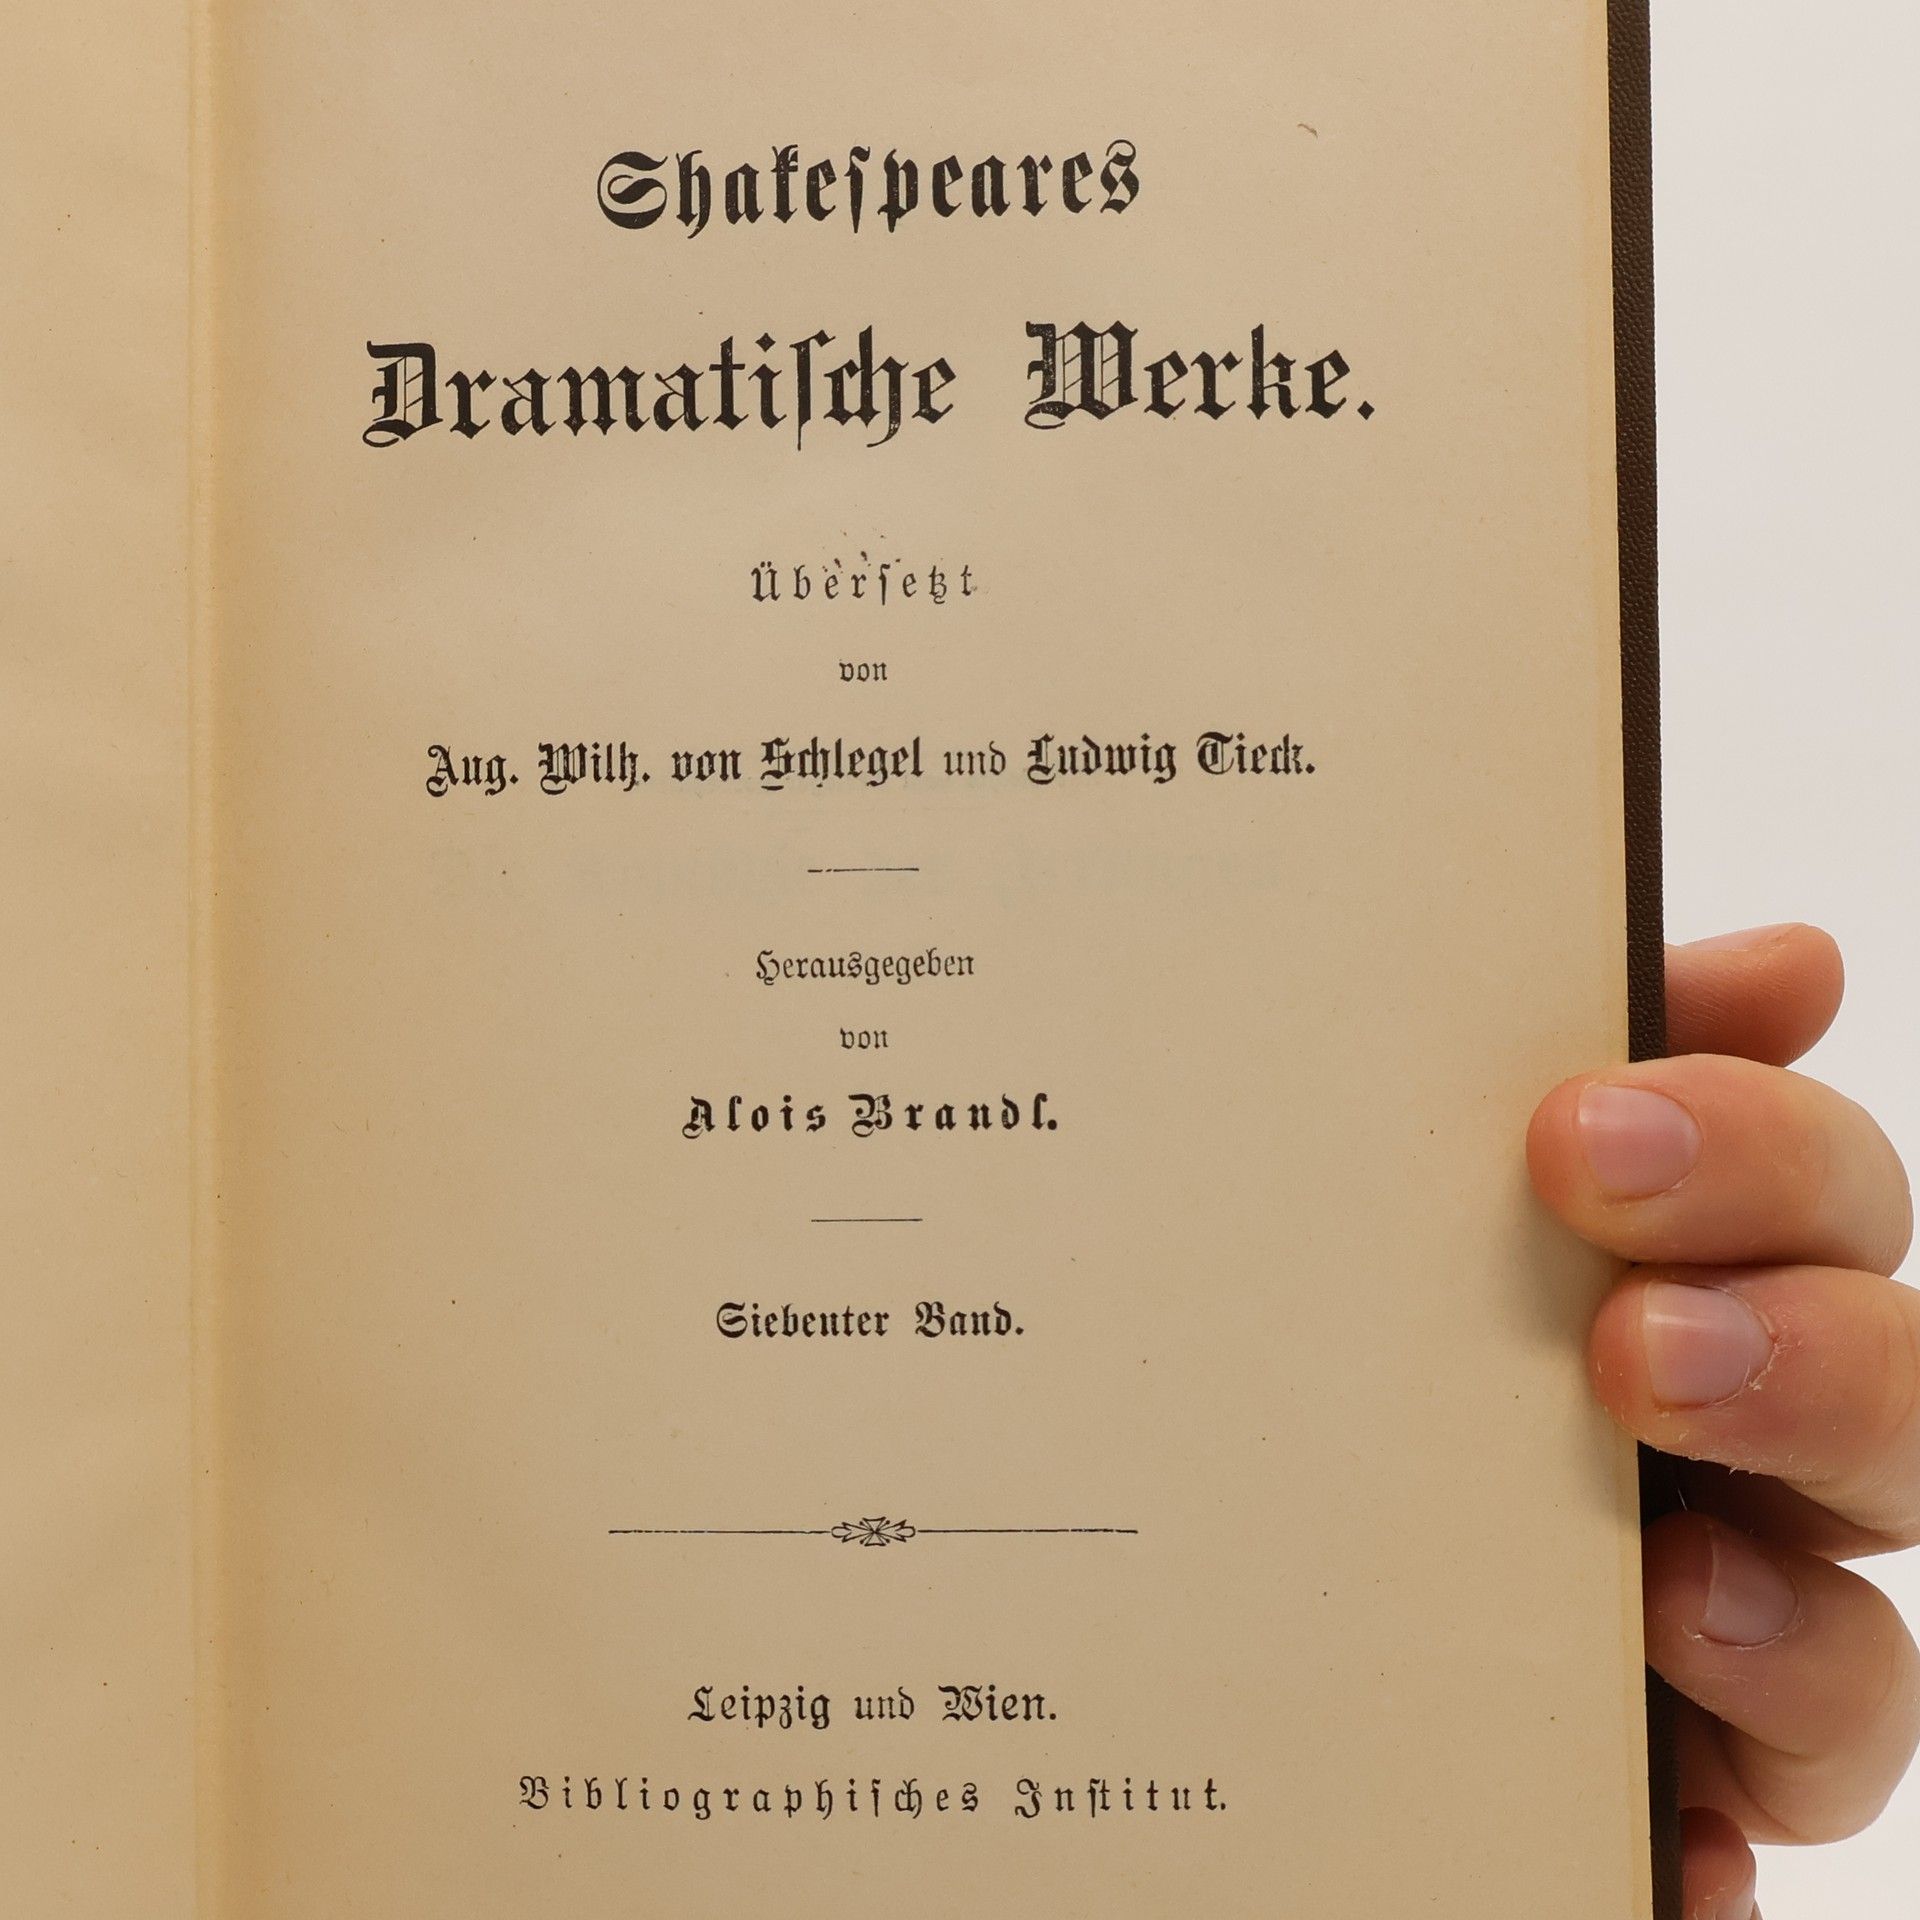 Shakeſpeares
Dramatiſche Werke.
Überſetzt
von
Aug. Wilh. von Schlegel und Ludwig Tieck.
Herausgegeben
von
Alois Brandl.
Siebenter Band.
Leipzig und Wien.
Bibliographiſches Inſtitut.